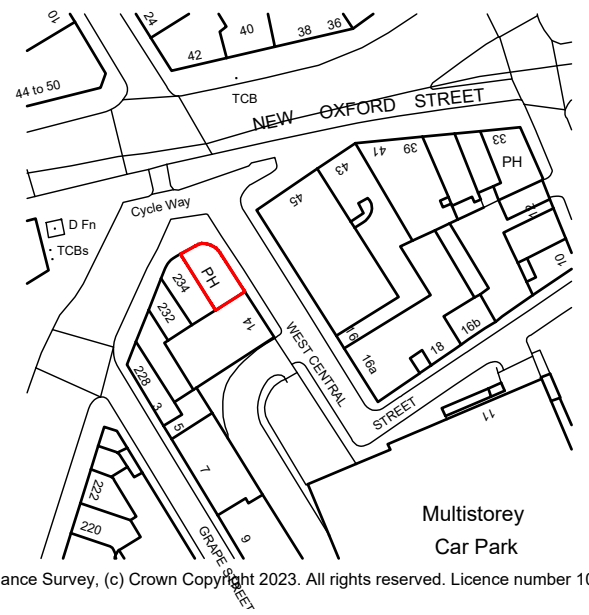 10
24
40
38
36
42
44 to 50
TCB
NEW OXFORD STREET
33
39
41
43
45
PH
Cycle Way
D Fn
TCBs
12
10
PH
234
232
14
WEST CENTRAL
STREET
16
16a
18
16b
228
3
5
7
9
11
222
220
GRAPE STREET
Multistorey
Car Park
ance Survey, (c) Crown Copyright 2023. All rights reserved. Licence number 10